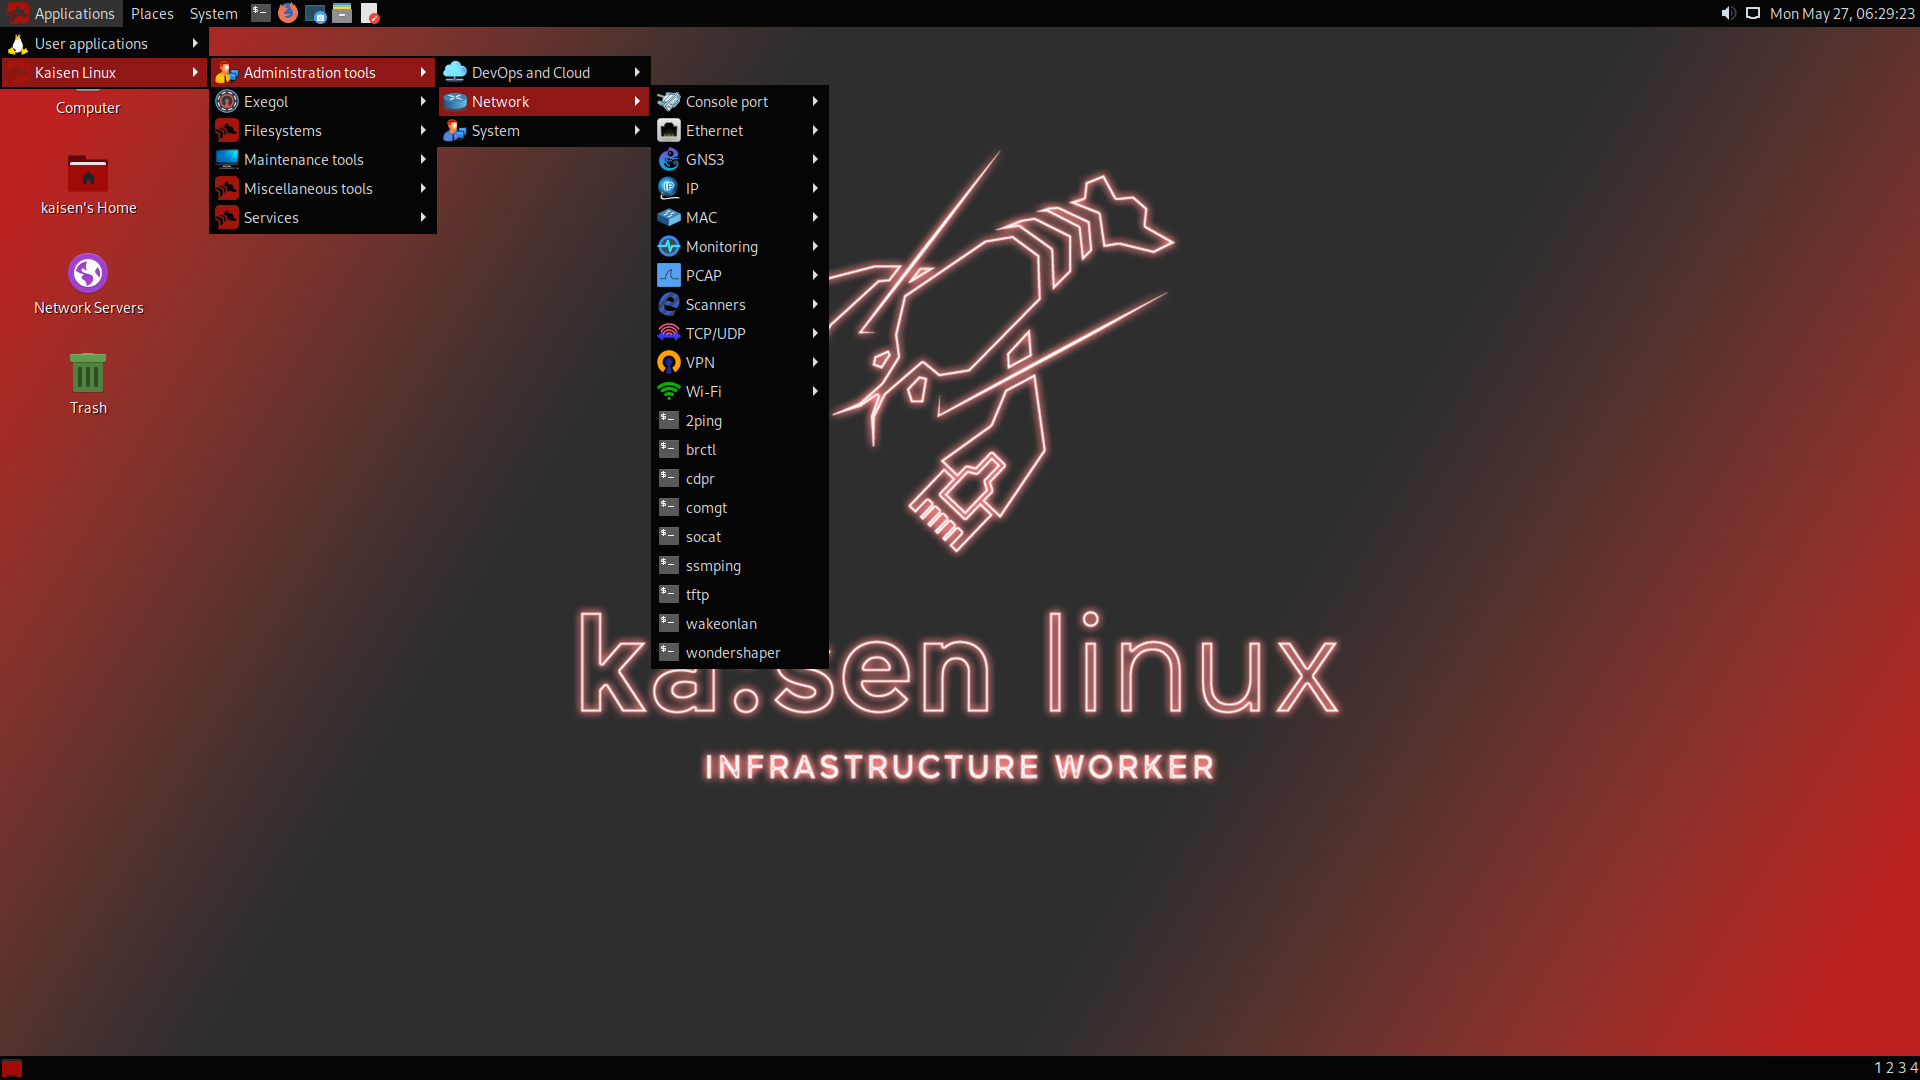 Applications Places System Mon May 27, 06:29:23
User applications
Kaisen Linux
Administration tools
Exegol
Filesystems
Maintenance tools
Miscellaneous tools
Services
DevOps and Cloud
Network
System
Console port
Ethernet
GNS3
IP
MAC
Monitoring
PCAP
Scanners
TCP/UDP
VPN
Wi-Fi
2ping
brctl
cdpr
comgt
socat
ssmping
tftp
wakeonlan
wondershaper
Computer
kaisen's Home
Network Servers
Trash
ka.sen linux
INFRASTRUCTURE WORKER
1 2 3 4